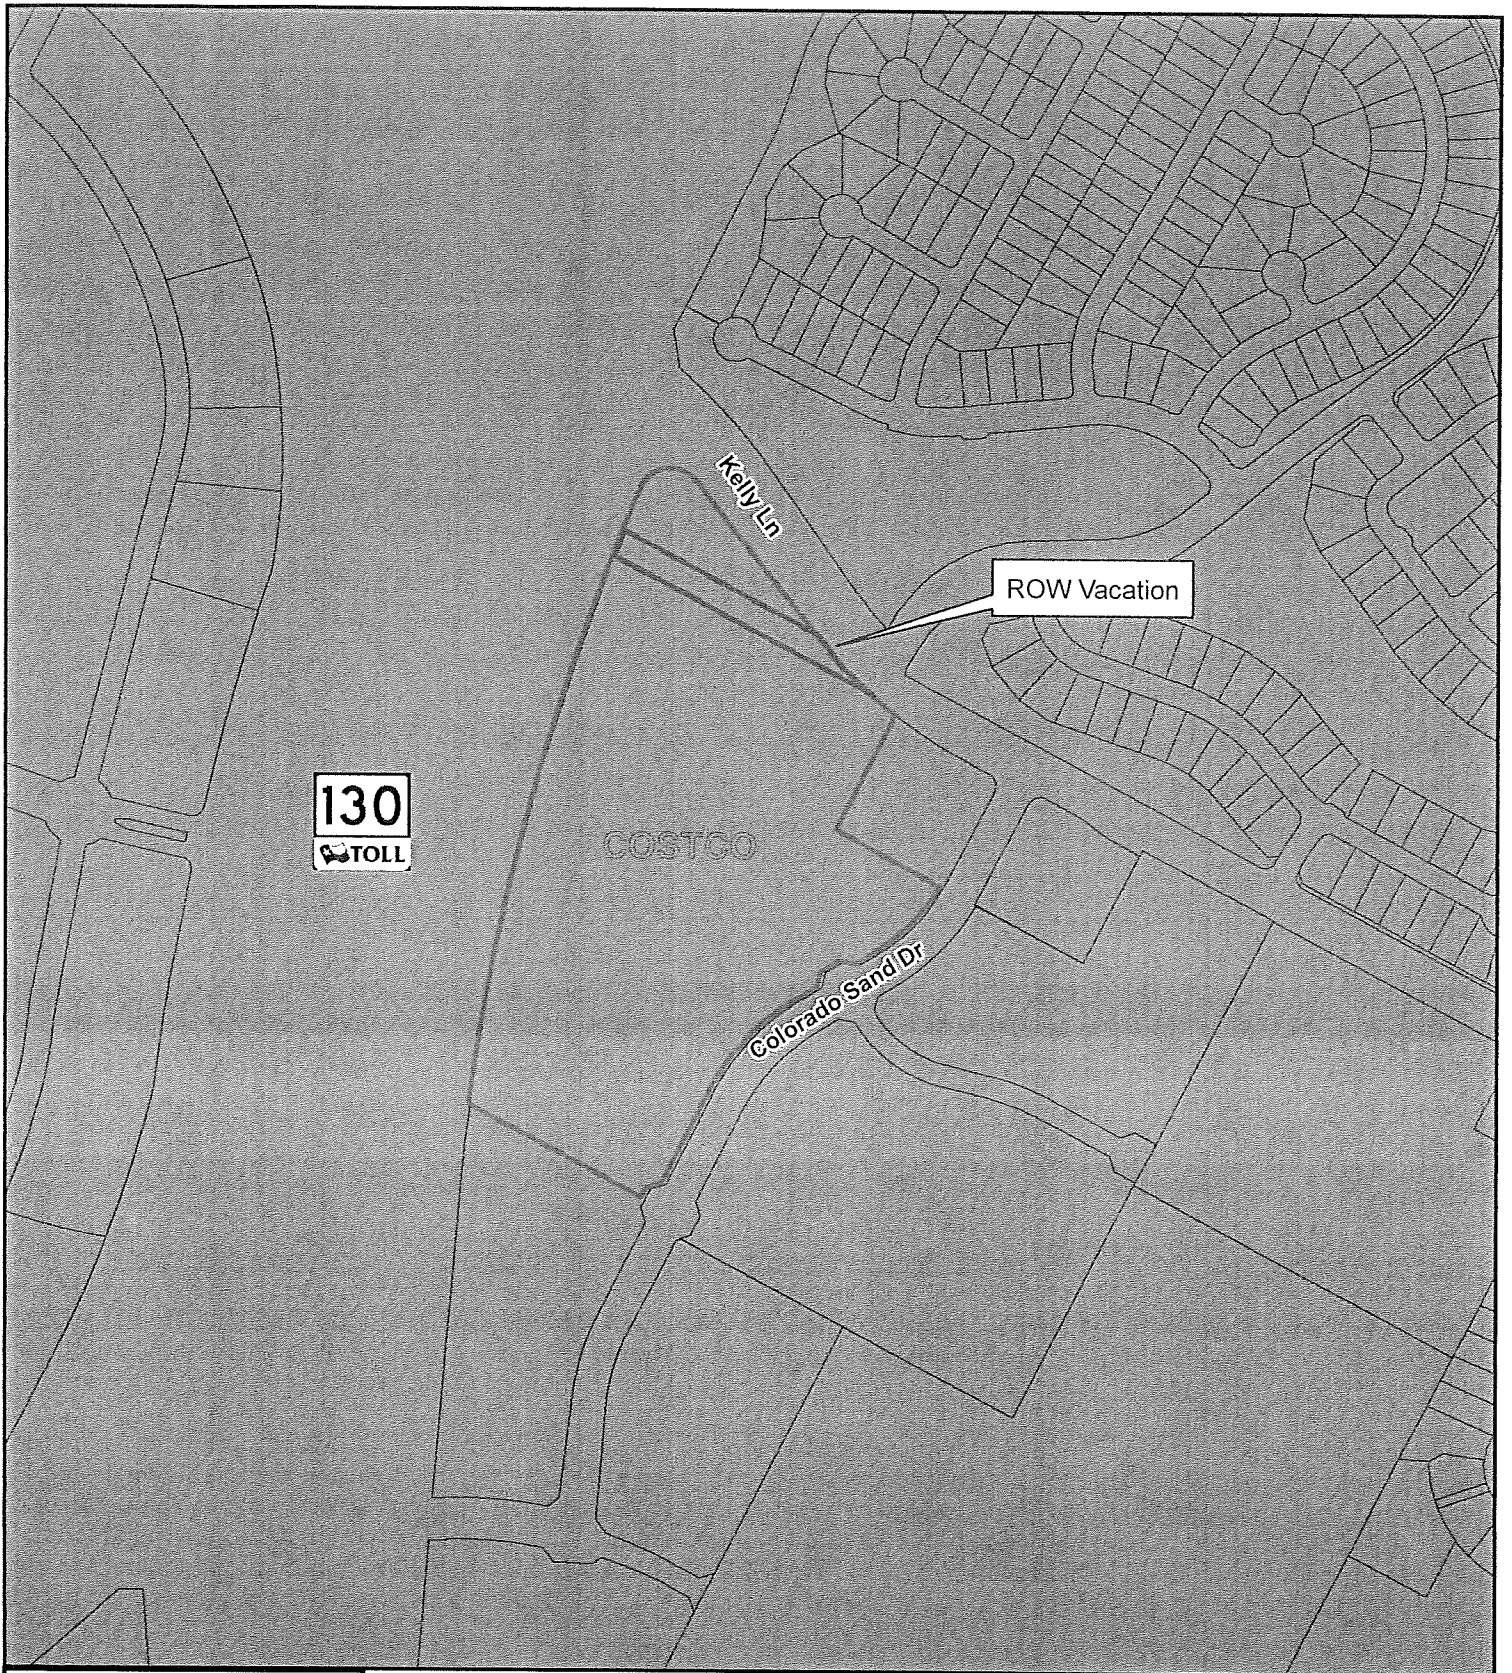 Kelly Ln
ROW Vacation
130
TOLL
COSTCO
Colorado Sand Dr